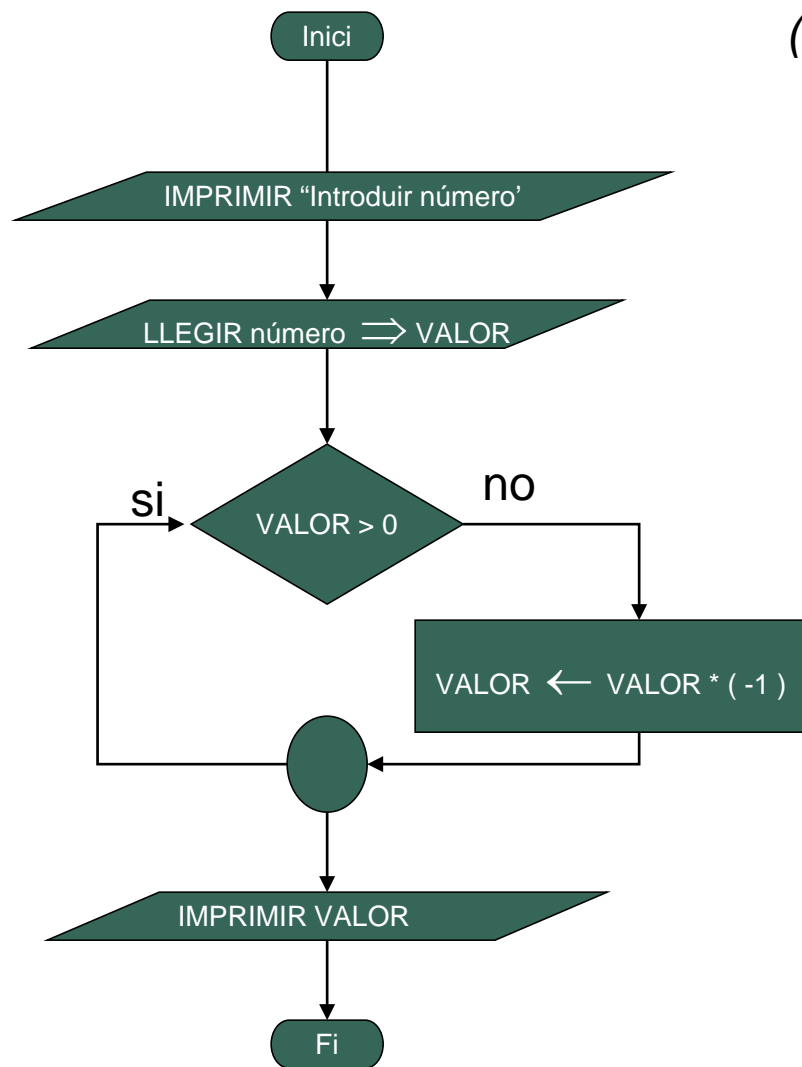 Inici
(
IMPRIMIR “Introduir número’
LLEGIR número ⇒ VALOR
si
no
VALOR > 0
VALOR ← VALOR * ( -1 )
IMPRIMIR VALOR
Fi